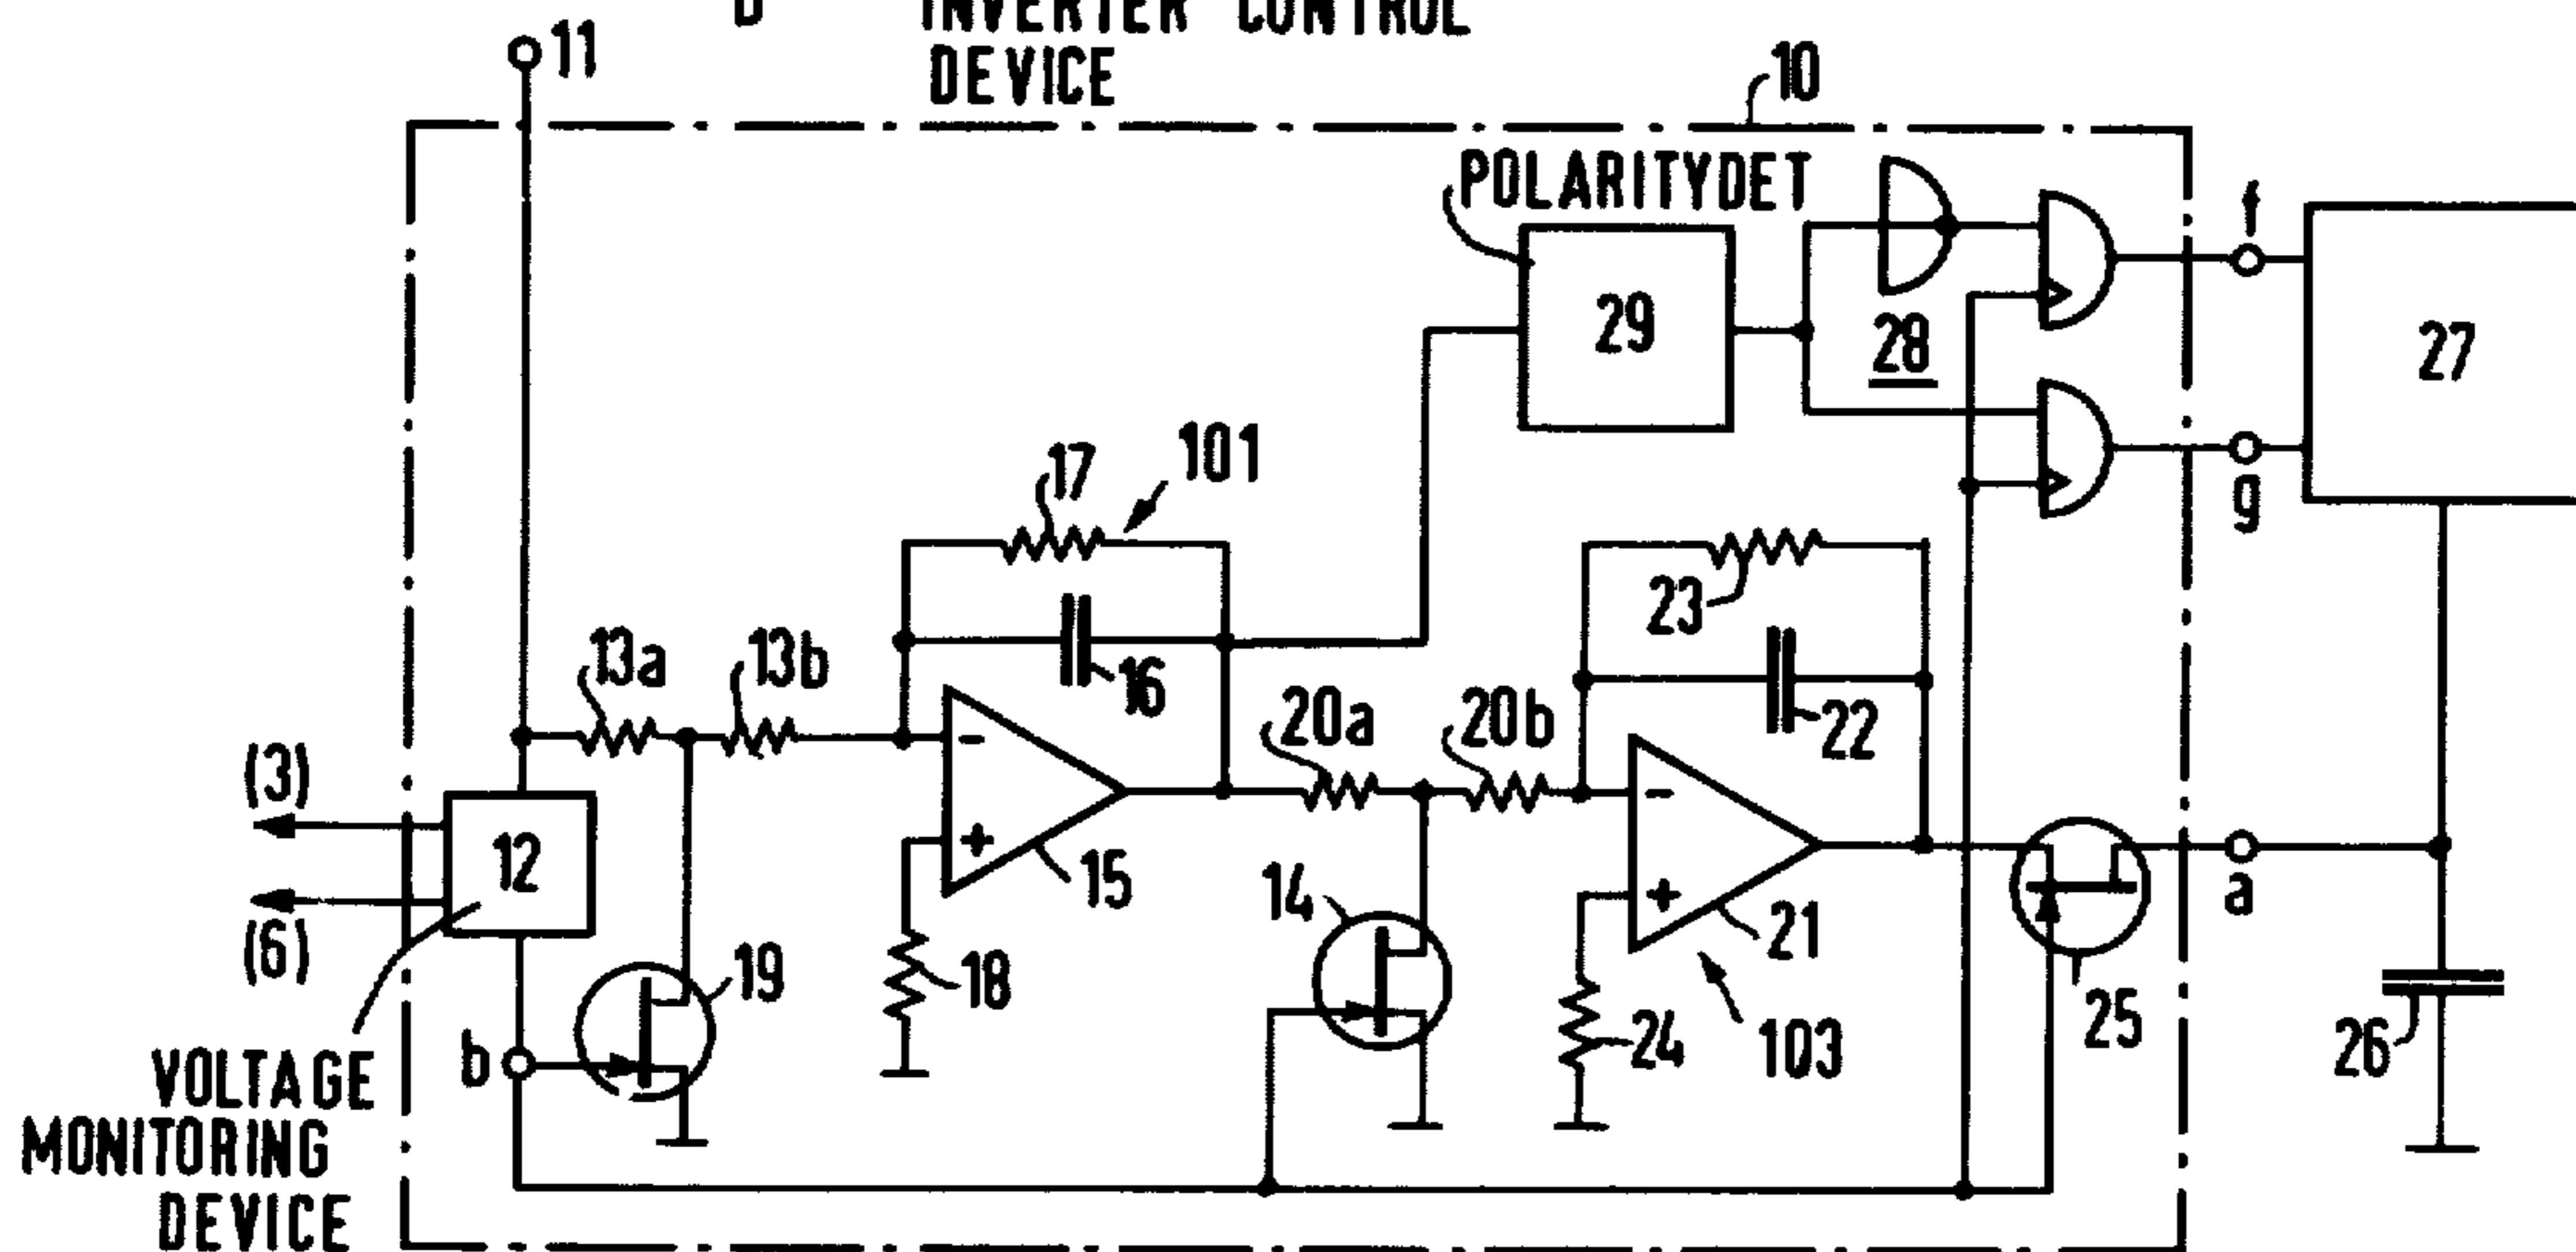 INVERTER CONTROL
DEVICE
11
10
POLARITYDET
f
29
28
27
g
17
101
23
13a
13b
16
20a
20b
22
(3)
12
15
14
21
a
(6)
19
18
24
103
25
26
b
VOLTAGE
MONITORING
DEVICE